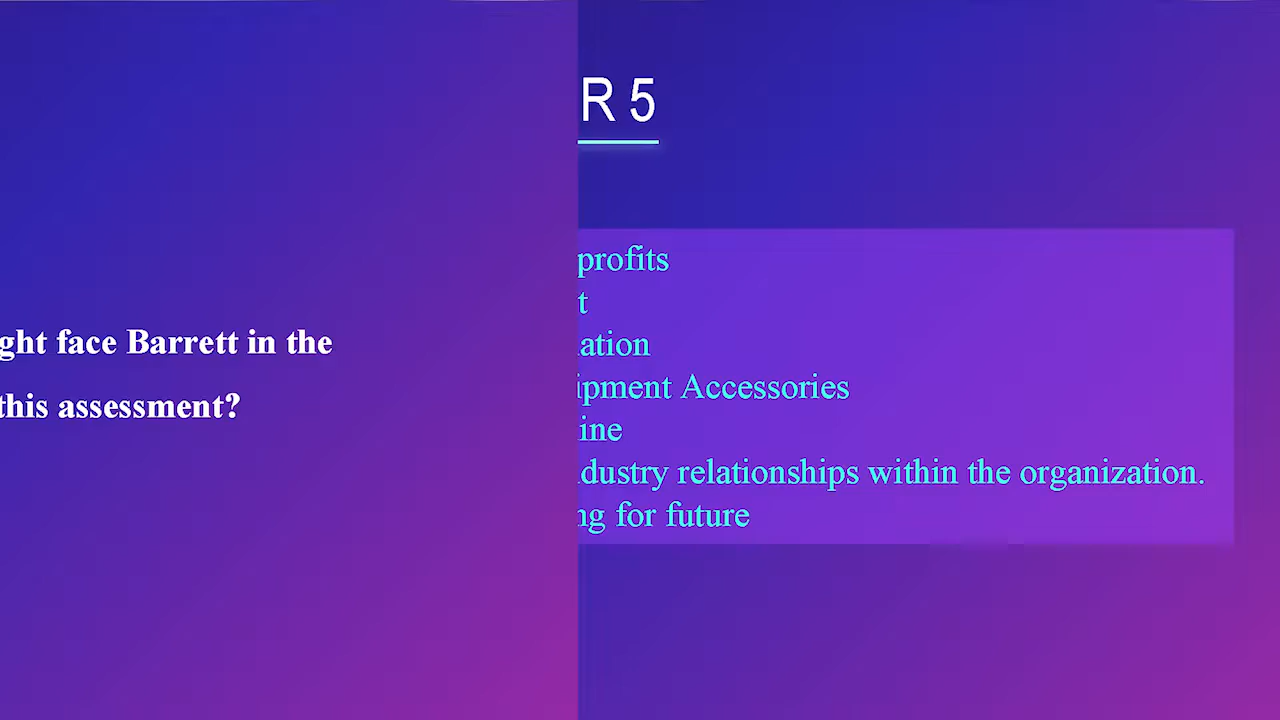 ght face Barrett in the
this assessment?
R 5
profits
t
ation
ipment Accessories
ine
dustry relationships within the organization.
ng for future